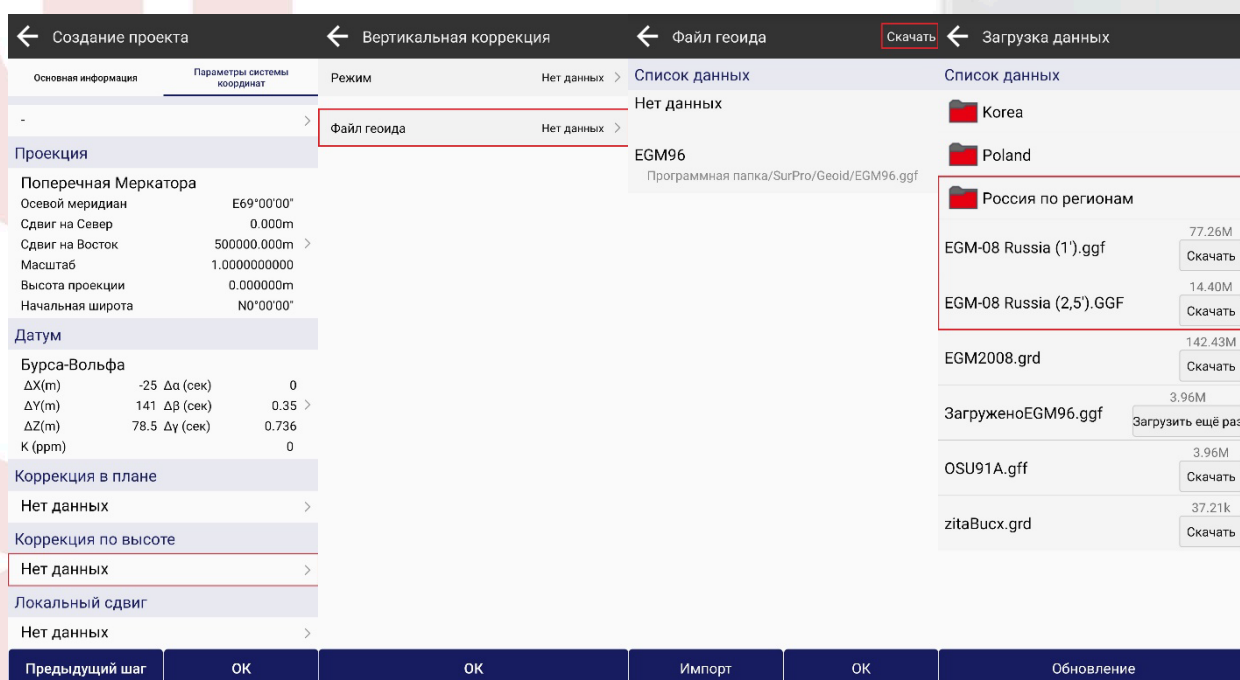 Создание проекта
Основная информация
Параметры системы
координат
-
Проекция
Поперечная Меркатора
Осевой меридиан E69°00'00"
Сдвиг на Север 0.000m
Сдвиг на Восток 500000.000m
Масштаб 1.0000000000
Высота проекции 0.000000m
Начальная широта N0°00'00"
Датум
Бурса-Вольфа
ΔX(m) -25 Δα (сек) 0
ΔY(m) 141 Δβ (сек) 0.35
ΔZ(m) 78.5 Δγ (сек) 0.736
K (ppm) 0
Коррекция в плане
Нет данных
Коррекция по высоте
Нет данных
Локальный сдвиг
Нет данных
Предыдущий шаг ОК
Вертикальная коррекция
Режим Нет данных
Файл геоида Нет данных
ОК
Файл геоида Скачать
Список данных
Нет данных
EGM96
Программная папка/SurPro/Geoid/EGM96.ggf
Импорт ОК
Загрузка данных
Список данных
Korea
Poland
Россия по регионам
77.26M
EGM-08 Russia (1').ggf Скачать
14.40M
EGM-08 Russia (2,5').GGF Скачать
142.43M
EGM2008.grd Скачать
3.96M
ЗагруженоEGM96.ggf Загрузить ещё раз
3.96M
OSU91A.gff Скачать
37.21k
zitaBucx.grd Скачать
Обновление